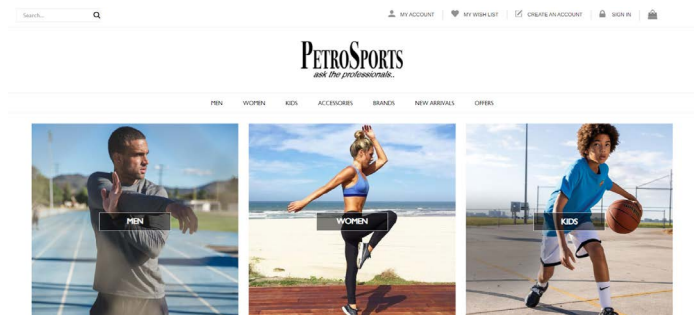 Search...
MY ACCOUNT
MY WISH LIST
CREATE AN ACCOUNT
SIGN IN
PETROSPORTS
ask the professionals..
MEN
WOMEN
KIDS
ACCESSORIES
BRANDS
NEW ARRIVALS
OFFERS
MEN
WOMEN
KIDS